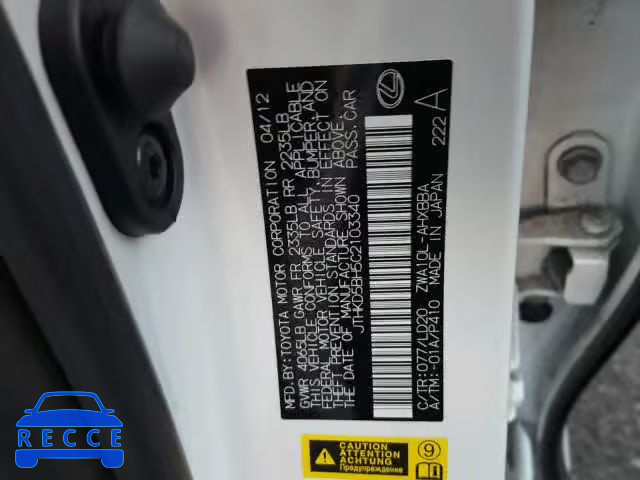 MFD. BY: TOYOTA MOTOR CORPORATION 04/12
GVWR 4065LB GAWR FR 2335LB RR 2235LB
THIS VEHICLE CONFORMS TO ALL APPLICABLE
FEDERAL MOTOR VEHICLE SAFETY, BUMPER, AND
THEFT PREVENTION STANDARDS IN EFFECT ON
THE DATE OF MANUFACTURE SHOWN ABOVE.
JTHKD5BH5C2103340 PASS.CAR
C/TR:077/LD20 ZWA10L-AHXBBA
A/TM:-01A/P410 MADE IN JAPAN 222 A
CAUTION
ATTENTION
ACHTUNG
Предупреждение
9
RECCE